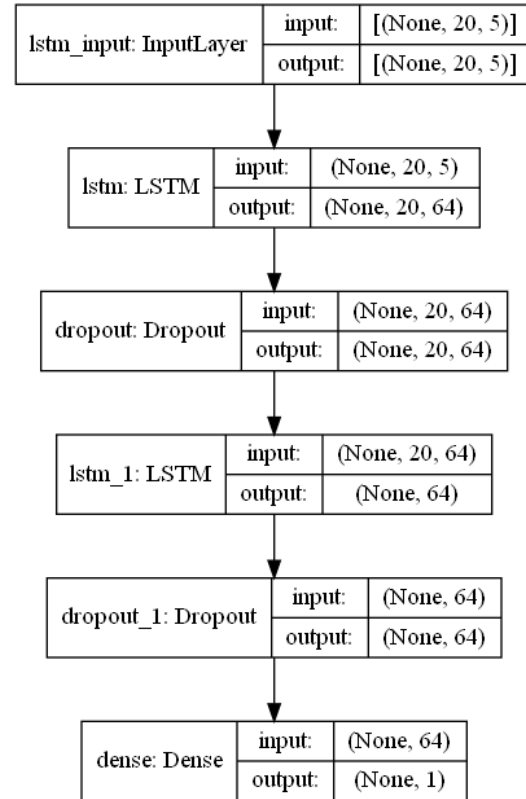 lstm_input: InputLayer
input: [(None, 20, 5)]
output: [(None, 20, 5)]
lstm: LSTM
input: (None, 20, 5)
output: (None, 20, 64)
dropout: Dropout
input: (None, 20, 64)
output: (None, 20, 64)
lstm_1: LSTM
input: (None, 20, 64)
output: (None, 64)
dropout_1: Dropout
input: (None, 64)
output: (None, 64)
dense: Dense
input: (None, 64)
output: (None, 1)